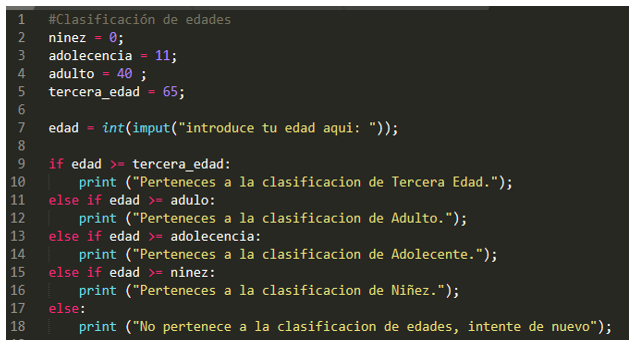 1 #Clasificación de edades
2 ninez = 0;
3 adolecencia = 11;
4 adulto = 40 ;
5 tercera_edad = 65;
6
7 edad = int(imput("introduce tu edad aqui: "));
8
9 if edad >= tercera_edad:
10 print ("Perteneces a la clasificacion de Tercera Edad.");
11 else if edad >= adulo:
12 print ("Perteneces a la clasificacion de Adulto.");
13 else if edad >= adolecencia:
14 print ("Perteneces a la clasificacion de Adolecente.");
15 else if edad >= ninez:
16 print ("Perteneces a la clasificacion de Niñez.");
17 else:
18 print ("No pertenece a la clasificacion de edades, intente de nuevo");